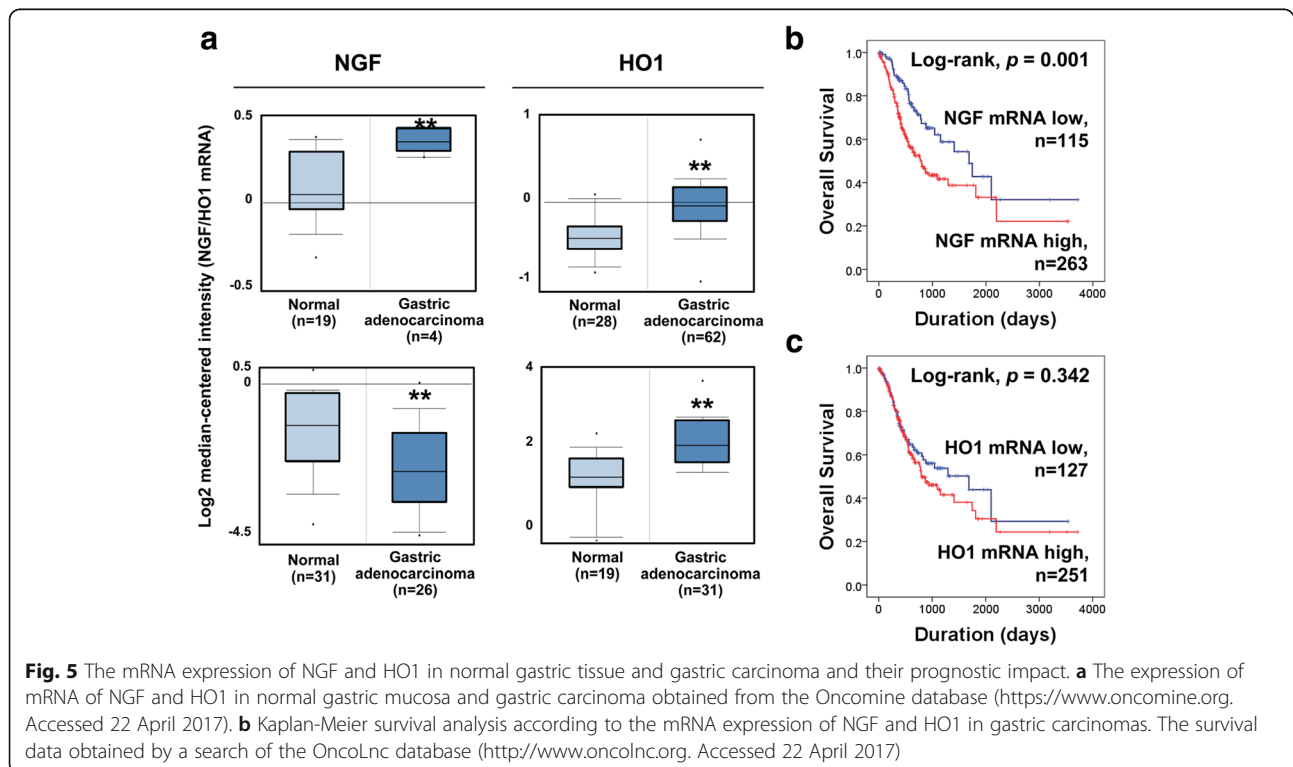 a
NGF
HO1
Log2 median-centered intensity (NGF/HO1 mRNA)
0.5
**
0
-0.5
Normal
(n=19)
Gastric
adenocarcinoma
(n=4)
1
**
0
-1
Normal
(n=28)
Gastric
adenocarcinoma
(n=62)
0.5
0
**
-4.5
Normal
(n=31)
Gastric
adenocarcinoma
(n=26)
4
**
2
0
Normal
(n=19)
Gastric
adenocarcinoma
(n=31)
b
Overall Survival
1.0
0.8
0.6
0.4
0.2
0.0
Log-rank, p = 0.001
NGF mRNA low,
n=115
NGF mRNA high,
n=263
0 1000 2000 3000 4000
Duration (days)
c
Overall Survival
1.0
0.8
0.6
0.4
0.2
0.0
Log-rank, p = 0.342
HO1 mRNA low,
n=127
HO1 mRNA high,
n=251
0 1000 2000 3000 4000
Duration (days)
Fig. 5 The mRNA expression of NGF and HO1 in normal gastric tissue and gastric carcinoma and their prognostic impact. a The expression of
mRNA of NGF and HO1 in normal gastric mucosa and gastric carcinoma obtained from the Oncomine database (https://www.oncomine.org.
Accessed 22 April 2017). b Kaplan-Meier survival analysis according to the mRNA expression of NGF and HO1 in gastric carcinomas. The survival
data obtained by a search of the OncoLnc database (http://www.oncolnc.org. Accessed 22 April 2017)